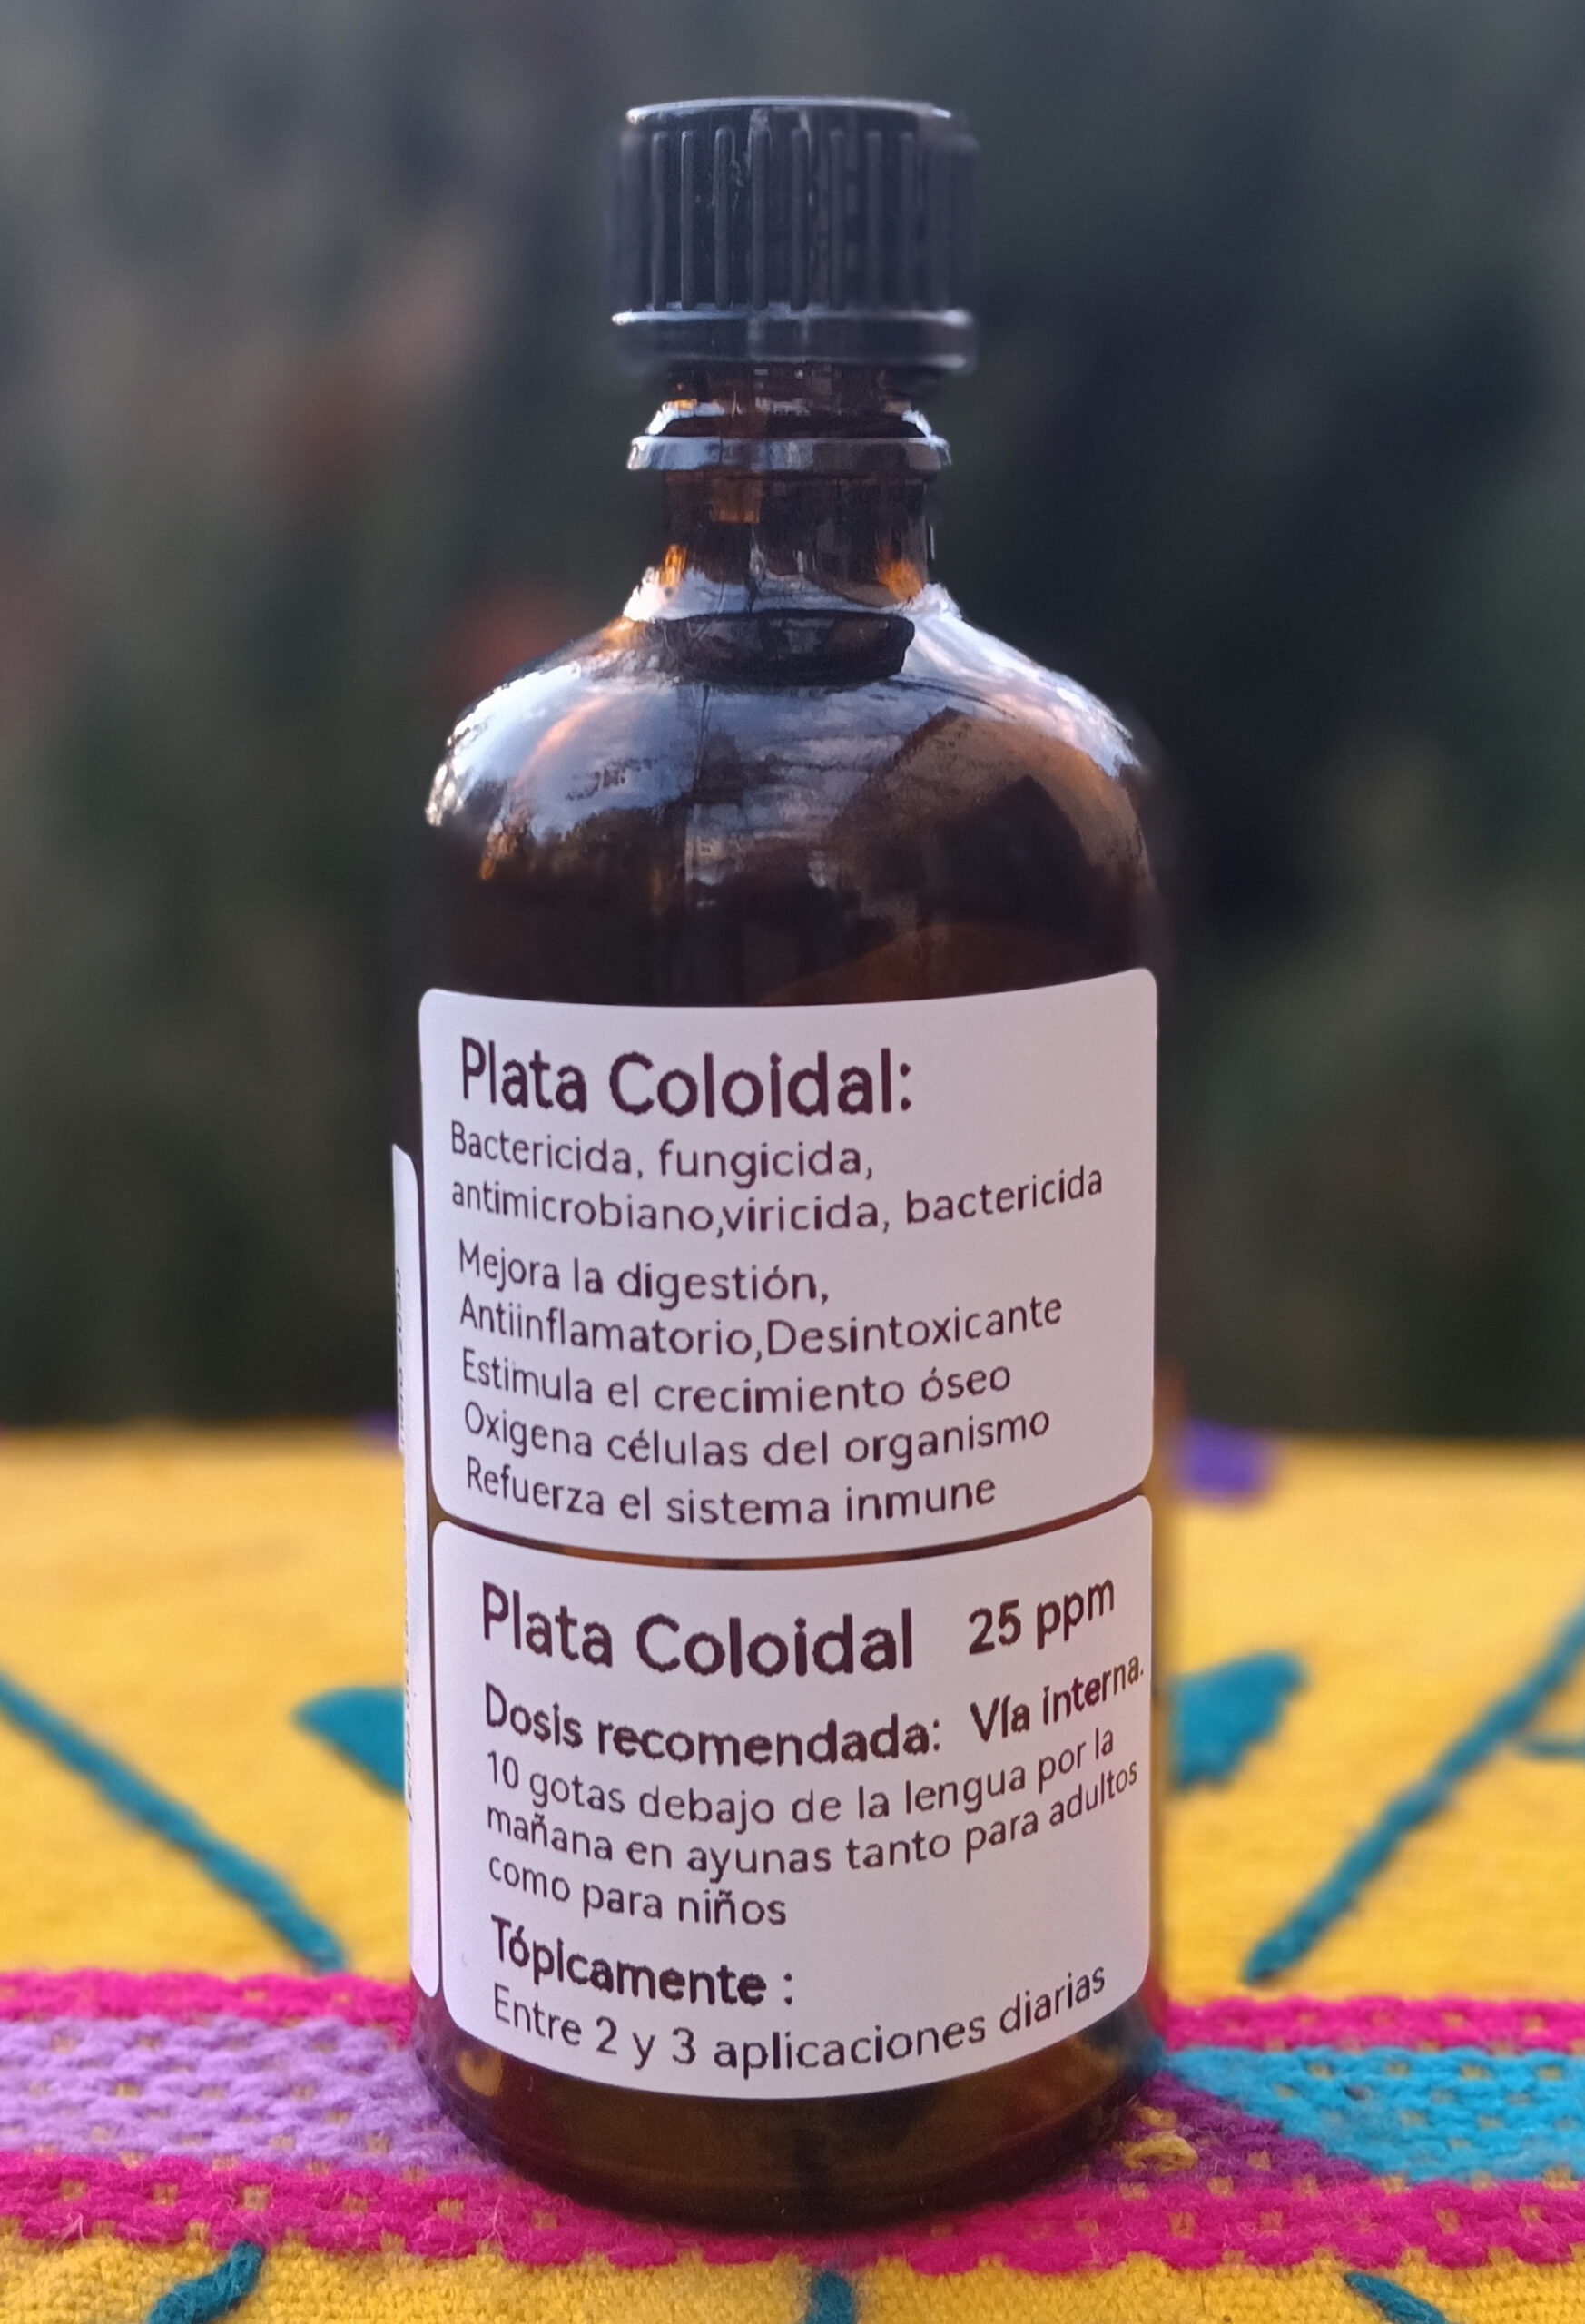 Plata Coloidal:
Bactericida, fungicida,
antimicrobiano,viricida, bactericida
Mejora la digestión,
Antiinflamatorio,Desintoxicante
Estimula el crecimiento óseo
Oxigena células del organismo
Refuerza el sistema inmune
Plata Coloidal 25 ppm
Dosis recomendada: Vía interna.
10 gotas debajo de la lengua por la
mañana en ayunas tanto para adultos
como para niños
Tópicamente :
Entre 2 y 3 aplicaciones diarias